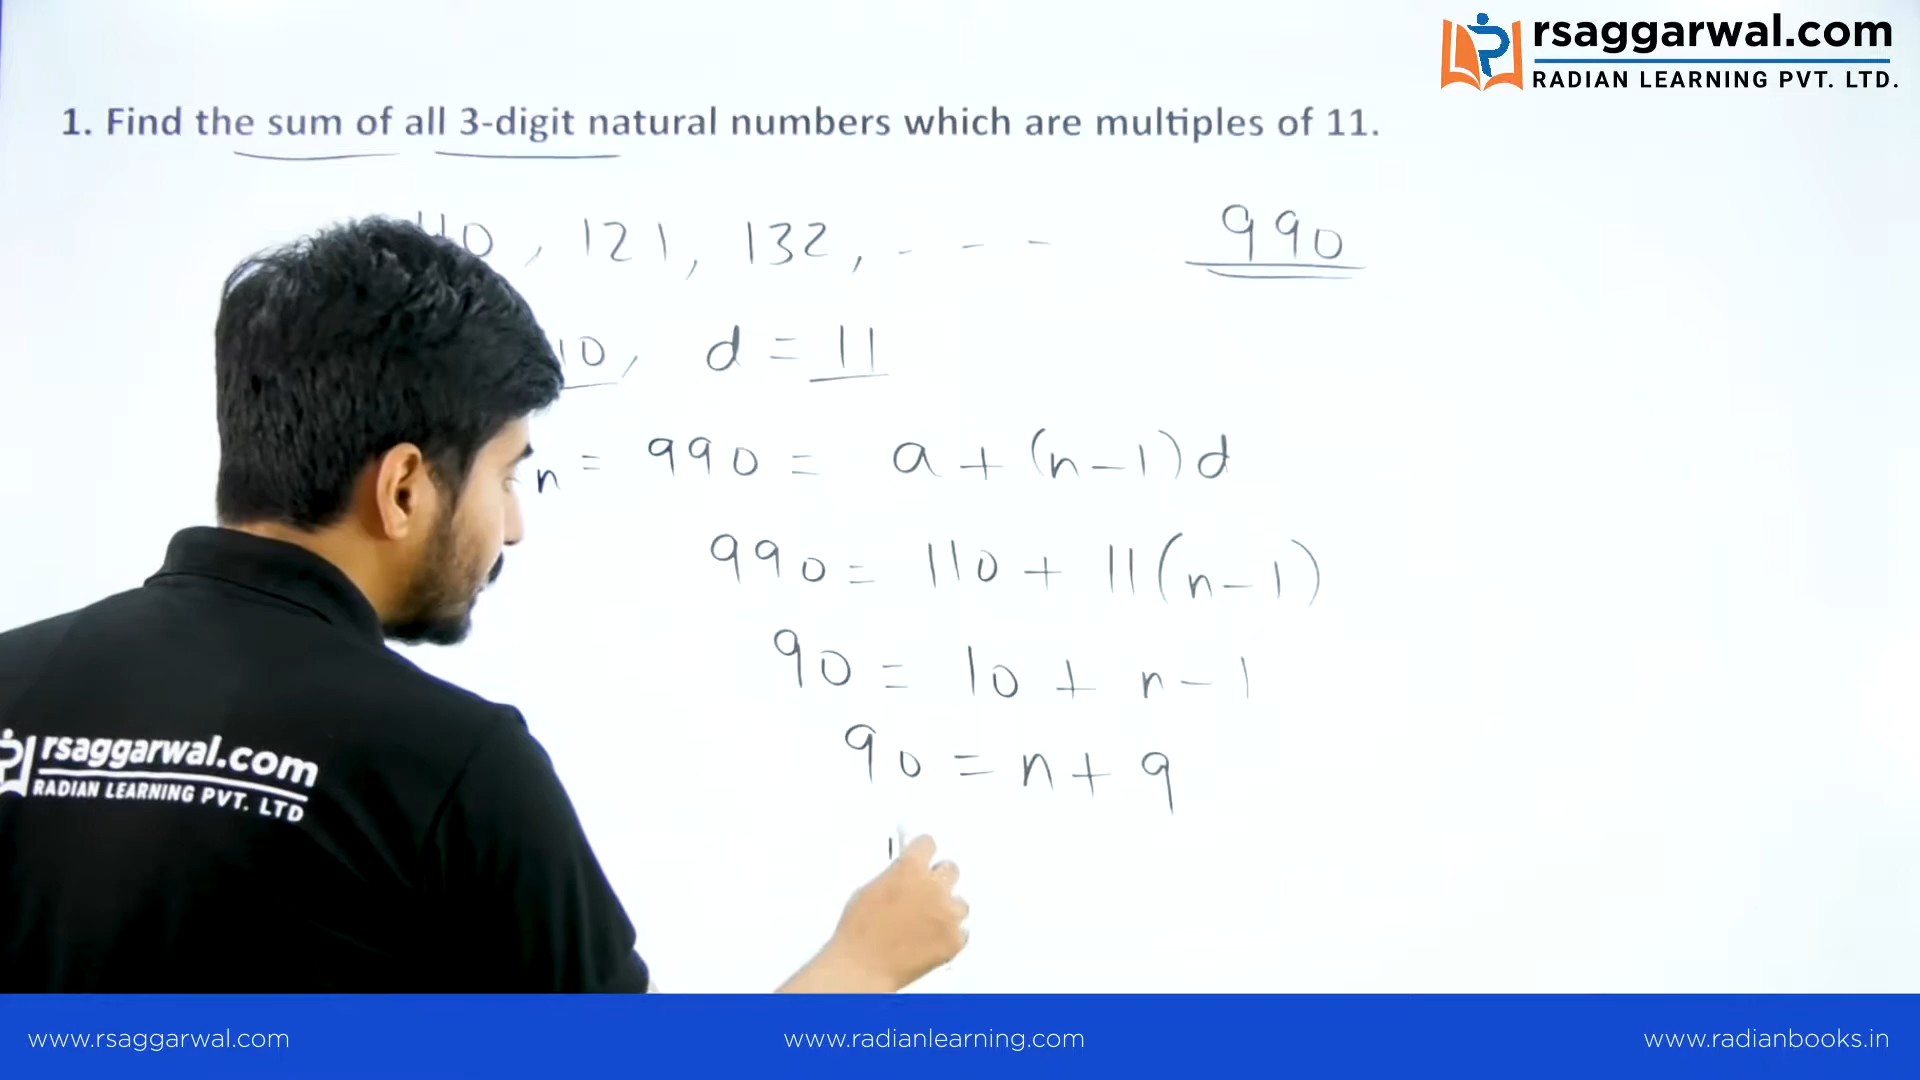 rsaggarwal.com
RADIAN LEARNING PVT. LTD.
1. Find the sum of all 3-digit natural numbers which are multiples of 11.
110, 121, 132, - - - 990
10, d = 11
n = 990 = a + (n-1)d
990 = 110 + 11(n-1)
90 = 10 + n-1
90 = n + 9
rsaggarwal.com
RADIAN LEARNING PVT. LTD
www.rsaggarwal.com
www.radianlearning.com
www.radianbooks.in